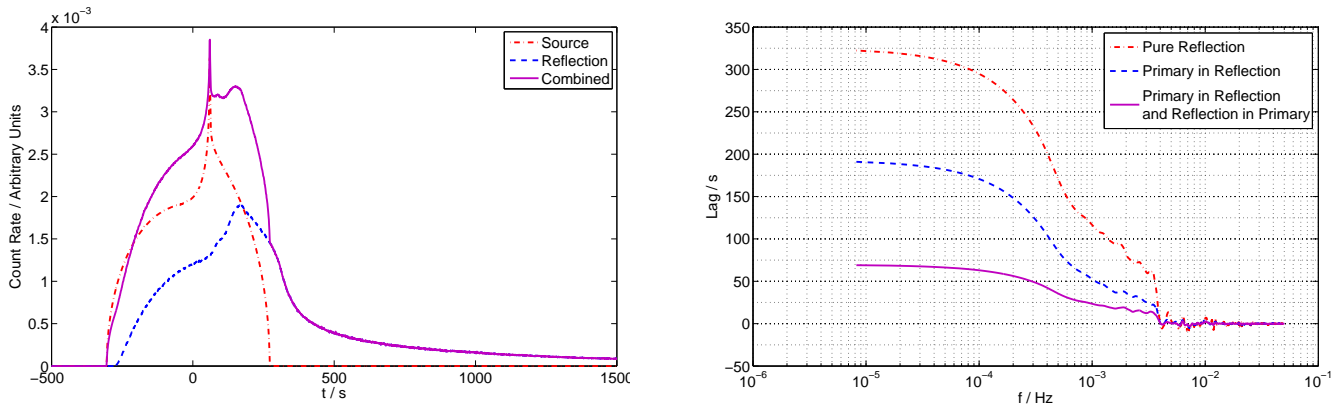 x 10⁻³
4
3.5
3
2.5
2
1.5
1
0.5
0
Count Rate / Arbitrary Units
−500
0
500
1000
1500
t / s
Source
Reflection
Combined
350
300
250
200
150
100
50
0
−50
Lag / s
10⁻⁶
10⁻⁵
10⁻⁴
10⁻³
10⁻²
10⁻¹
f / Hz
Pure Reflection
Primary in Reflection
Primary in Reflection
and Reflection in Primary